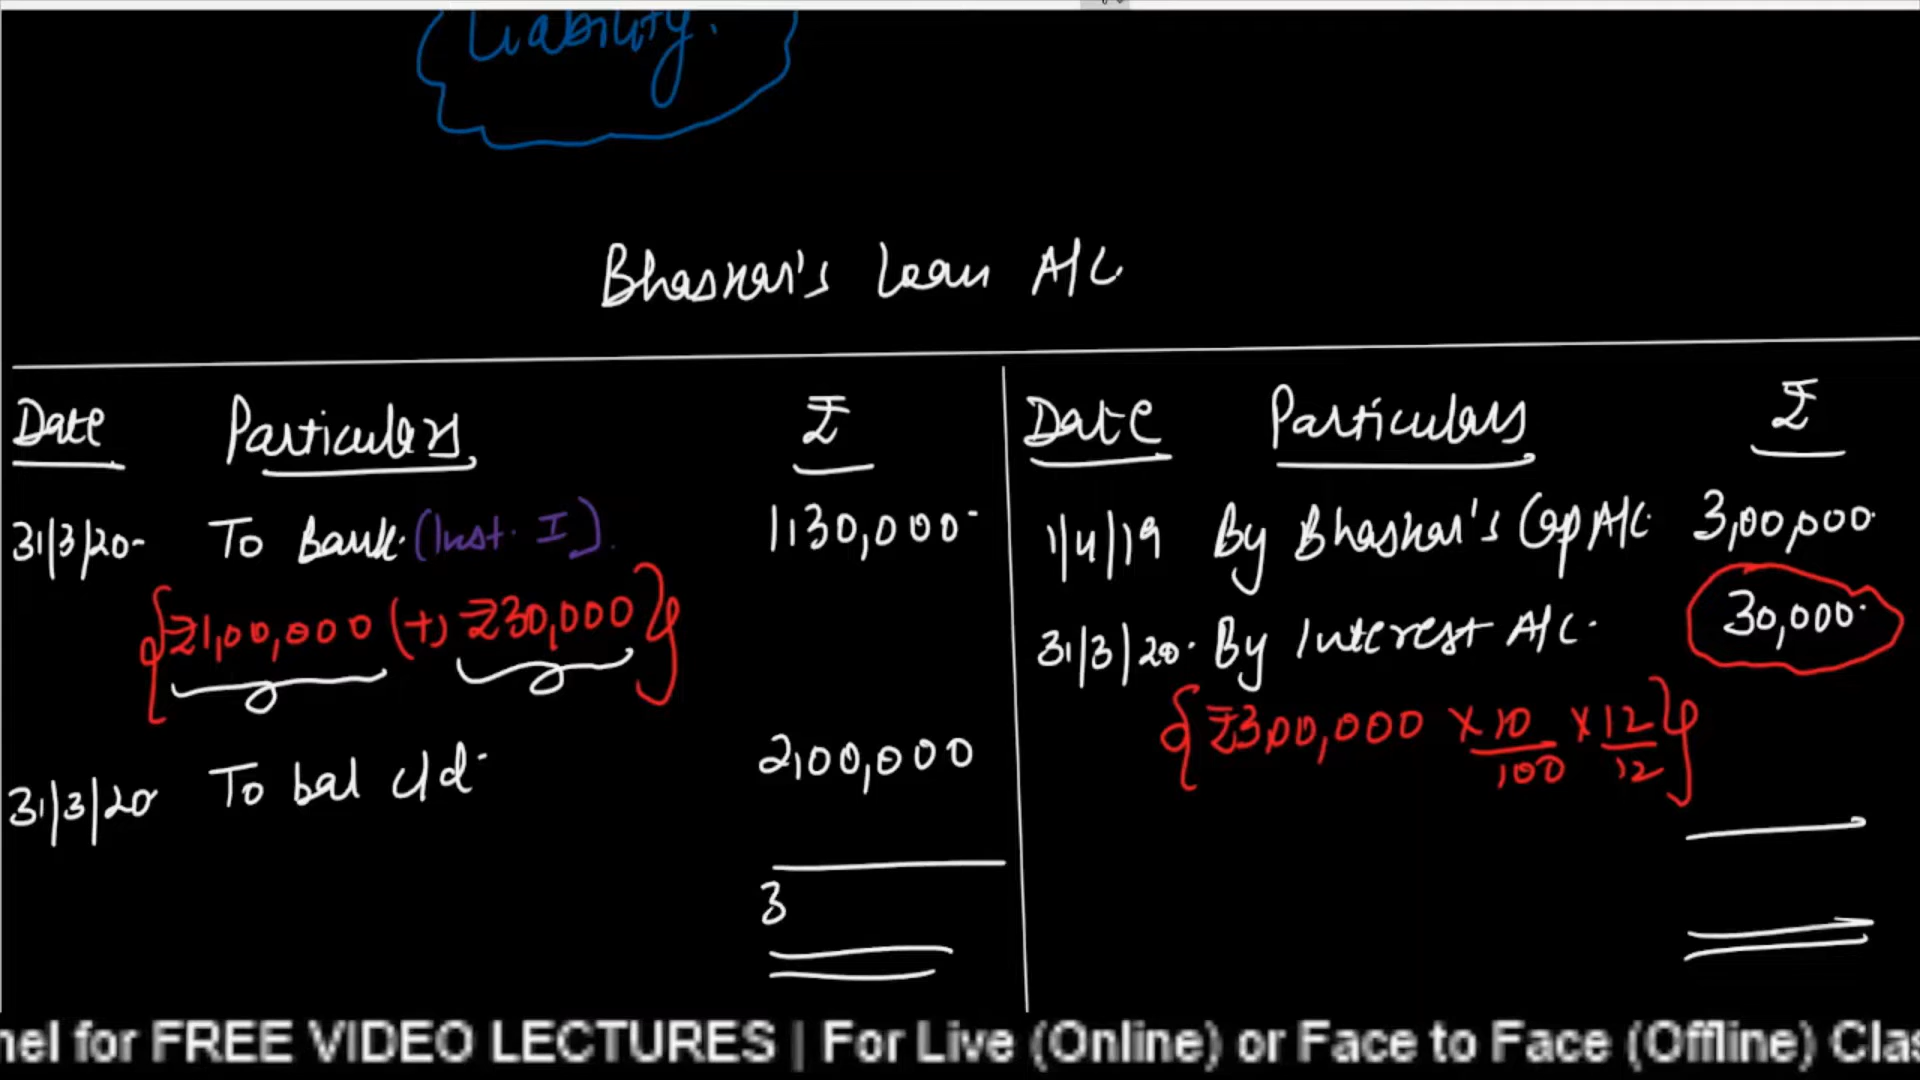 Liability.
Bhaskar's Loan A/C
Date Particulars ₹ Date Particulars ₹
31/3/20 To Bank (Inst. I) 1,30,000 1/4/19 By Bhaskar's Cap A/C 3,00,000
{₹1,00,000 (+) ₹30,000} 31/3/20 By Interest A/C 30,000
{₹3,00,000 × 10/100 × 12/12}
31/3/20 To bal c/d 2,00,000
3
nel for FREE VIDEO LECTURES | For Live (Online) or Face to Face (Offline) Clas